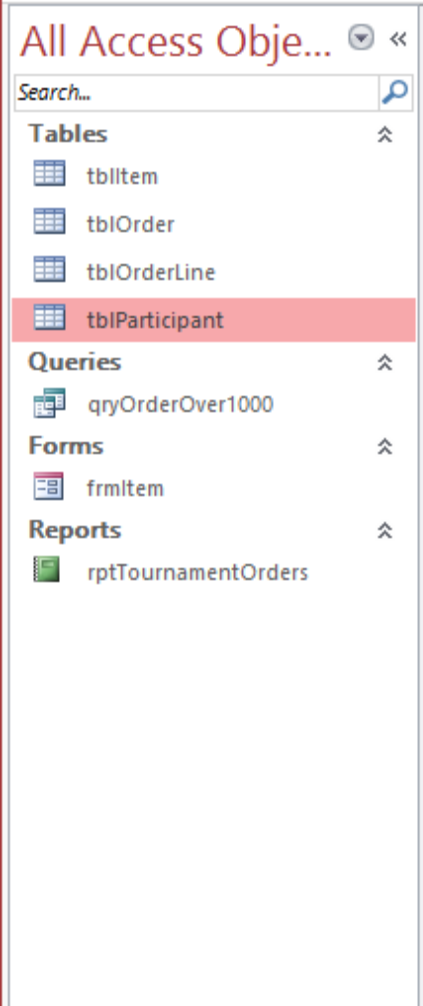 All Access Obje...
Search...
Tables
tblItem
tblOrder
tblOrderLine
tblParticipant
Queries
qryOrderOver1000
Forms
frmItem
Reports
rptTournamentOrders